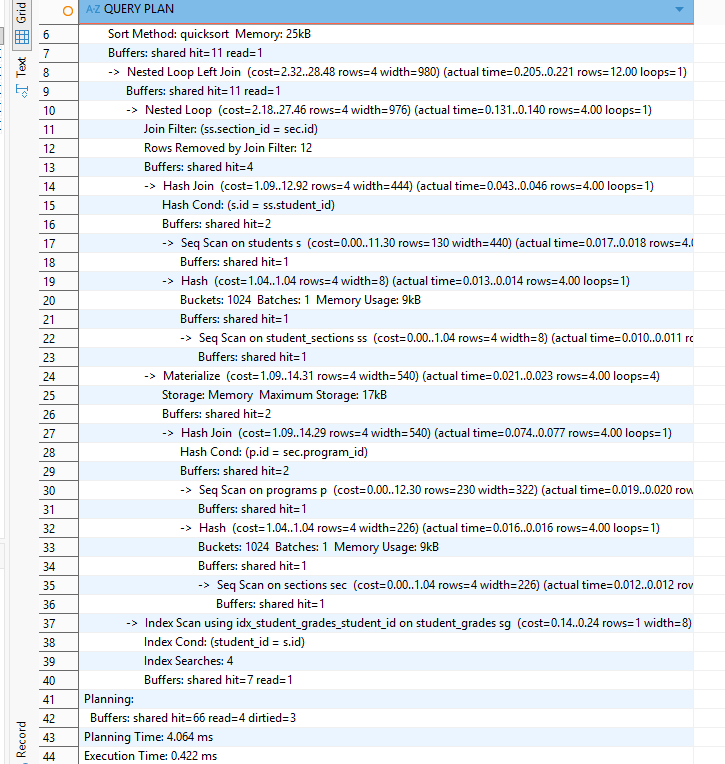 Grid
Text
Record
A-Z QUERY PLAN
6 Sort Method: quicksort Memory: 25kB
7 Buffers: shared hit=11 read=1
8 -> Nested Loop Left Join (cost=2.32..28.48 rows=4 width=980) (actual time=0.205..0.221 rows=12.00 loops=1)
9 Buffers: shared hit=11 read=1
10 -> Nested Loop (cost=2.18..27.46 rows=4 width=976) (actual time=0.131..0.140 rows=4.00 loops=1)
11 Join Filter: (ss.section_id = sec.id)
12 Rows Removed by Join Filter: 12
13 Buffers: shared hit=4
14 -> Hash Join (cost=1.09..12.92 rows=4 width=444) (actual time=0.043..0.046 rows=4.00 loops=1)
15 Hash Cond: (s.id = ss.student_id)
16 Buffers: shared hit=2
17 -> Seq Scan on students s (cost=0.00..11.30 rows=130 width=440) (actual time=0.017..0.018 rows=4.
18 Buffers: shared hit=1
19 -> Hash (cost=1.04..1.04 rows=4 width=8) (actual time=0.013..0.014 rows=4.00 loops=1)
20 Buckets: 1024 Batches: 1 Memory Usage: 9kB
21 Buffers: shared hit=1
22 -> Seq Scan on student_sections ss (cost=0.00..1.04 rows=4 width=8) (actual time=0.010..0.011
23 Buffers: shared hit=1
24 -> Materialize (cost=1.09..14.31 rows=4 width=540) (actual time=0.021..0.023 rows=4.00 loops=4)
25 Storage: Memory Maximum Storage: 17kB
26 Buffers: shared hit=2
27 -> Hash Join (cost=1.09..14.29 rows=4 width=540) (actual time=0.074..0.077 rows=4.00 loops=1)
28 Hash Cond: (p.id = sec.program_id)
29 Buffers: shared hit=2
30 -> Seq Scan on programs p (cost=0.00..12.30 rows=230 width=322) (actual time=0.019..0.020 row
31 Buffers: shared hit=1
32 -> Hash (cost=1.04..1.04 rows=4 width=226) (actual time=0.016..0.016 rows=4.00 loops=1)
33 Buckets: 1024 Batches: 1 Memory Usage: 9kB
34 Buffers: shared hit=1
35 -> Seq Scan on sections sec (cost=0.00..1.04 rows=4 width=226) (actual time=0.012..0.012 row
36 Buffers: shared hit=1
37 -> Index Scan using idx_student_grades_student_id on student_grades sg (cost=0.14..0.24 rows=1 width=8)
38 Index Cond: (student_id = s.id)
39 Index Searches: 4
40 Buffers: shared hit=7 read=1
41 Planning:
42 Buffers: shared hit=66 read=4 dirtied=3
43 Planning Time: 4.064 ms
44 Execution Time: 0.422 ms